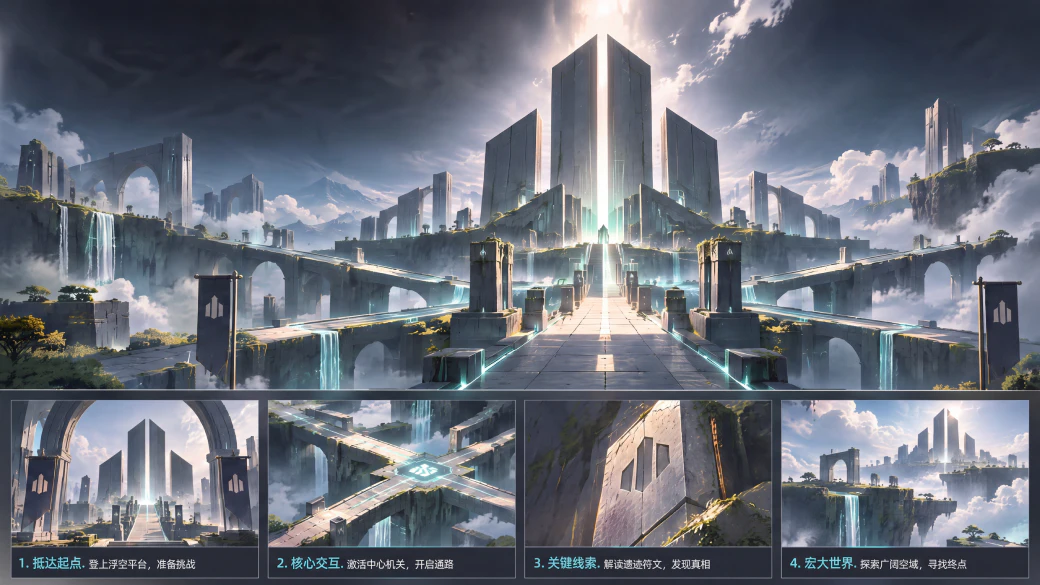 1. 抵达起点. 登上浮空平台，准备挑战
2. 核心交互. 激活中心机关，开启通路
3. 关键线索. 解读遗迹符文，发现真相
4. 宏大世界. 探索广阔空域，寻找终点